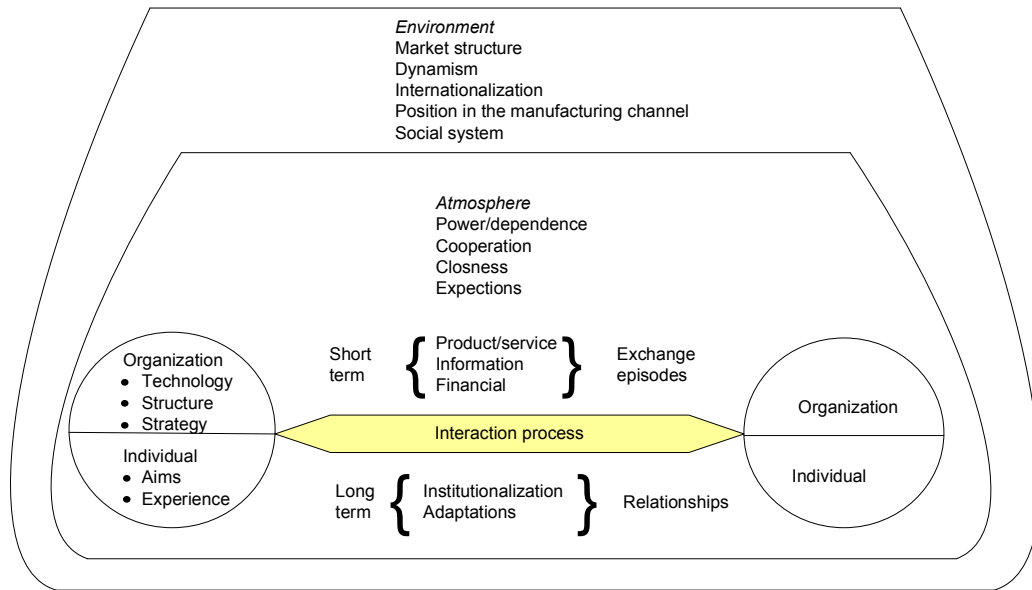 Environment
Market structure
Dynamism
Internationalization
Position in the manufacturing channel
Social system
Atmosphere
Power/dependence
Cooperation
Closness
Expections
Organization
• Technology
• Structure
• Strategy
Individual
• Aims
• Experience
Short
term
{ Product/service
Information
Financial }
Exchange
episodes
Interaction process
Long
term
{ Institutionalization
Adaptations }
Relationships
Organization
Individual